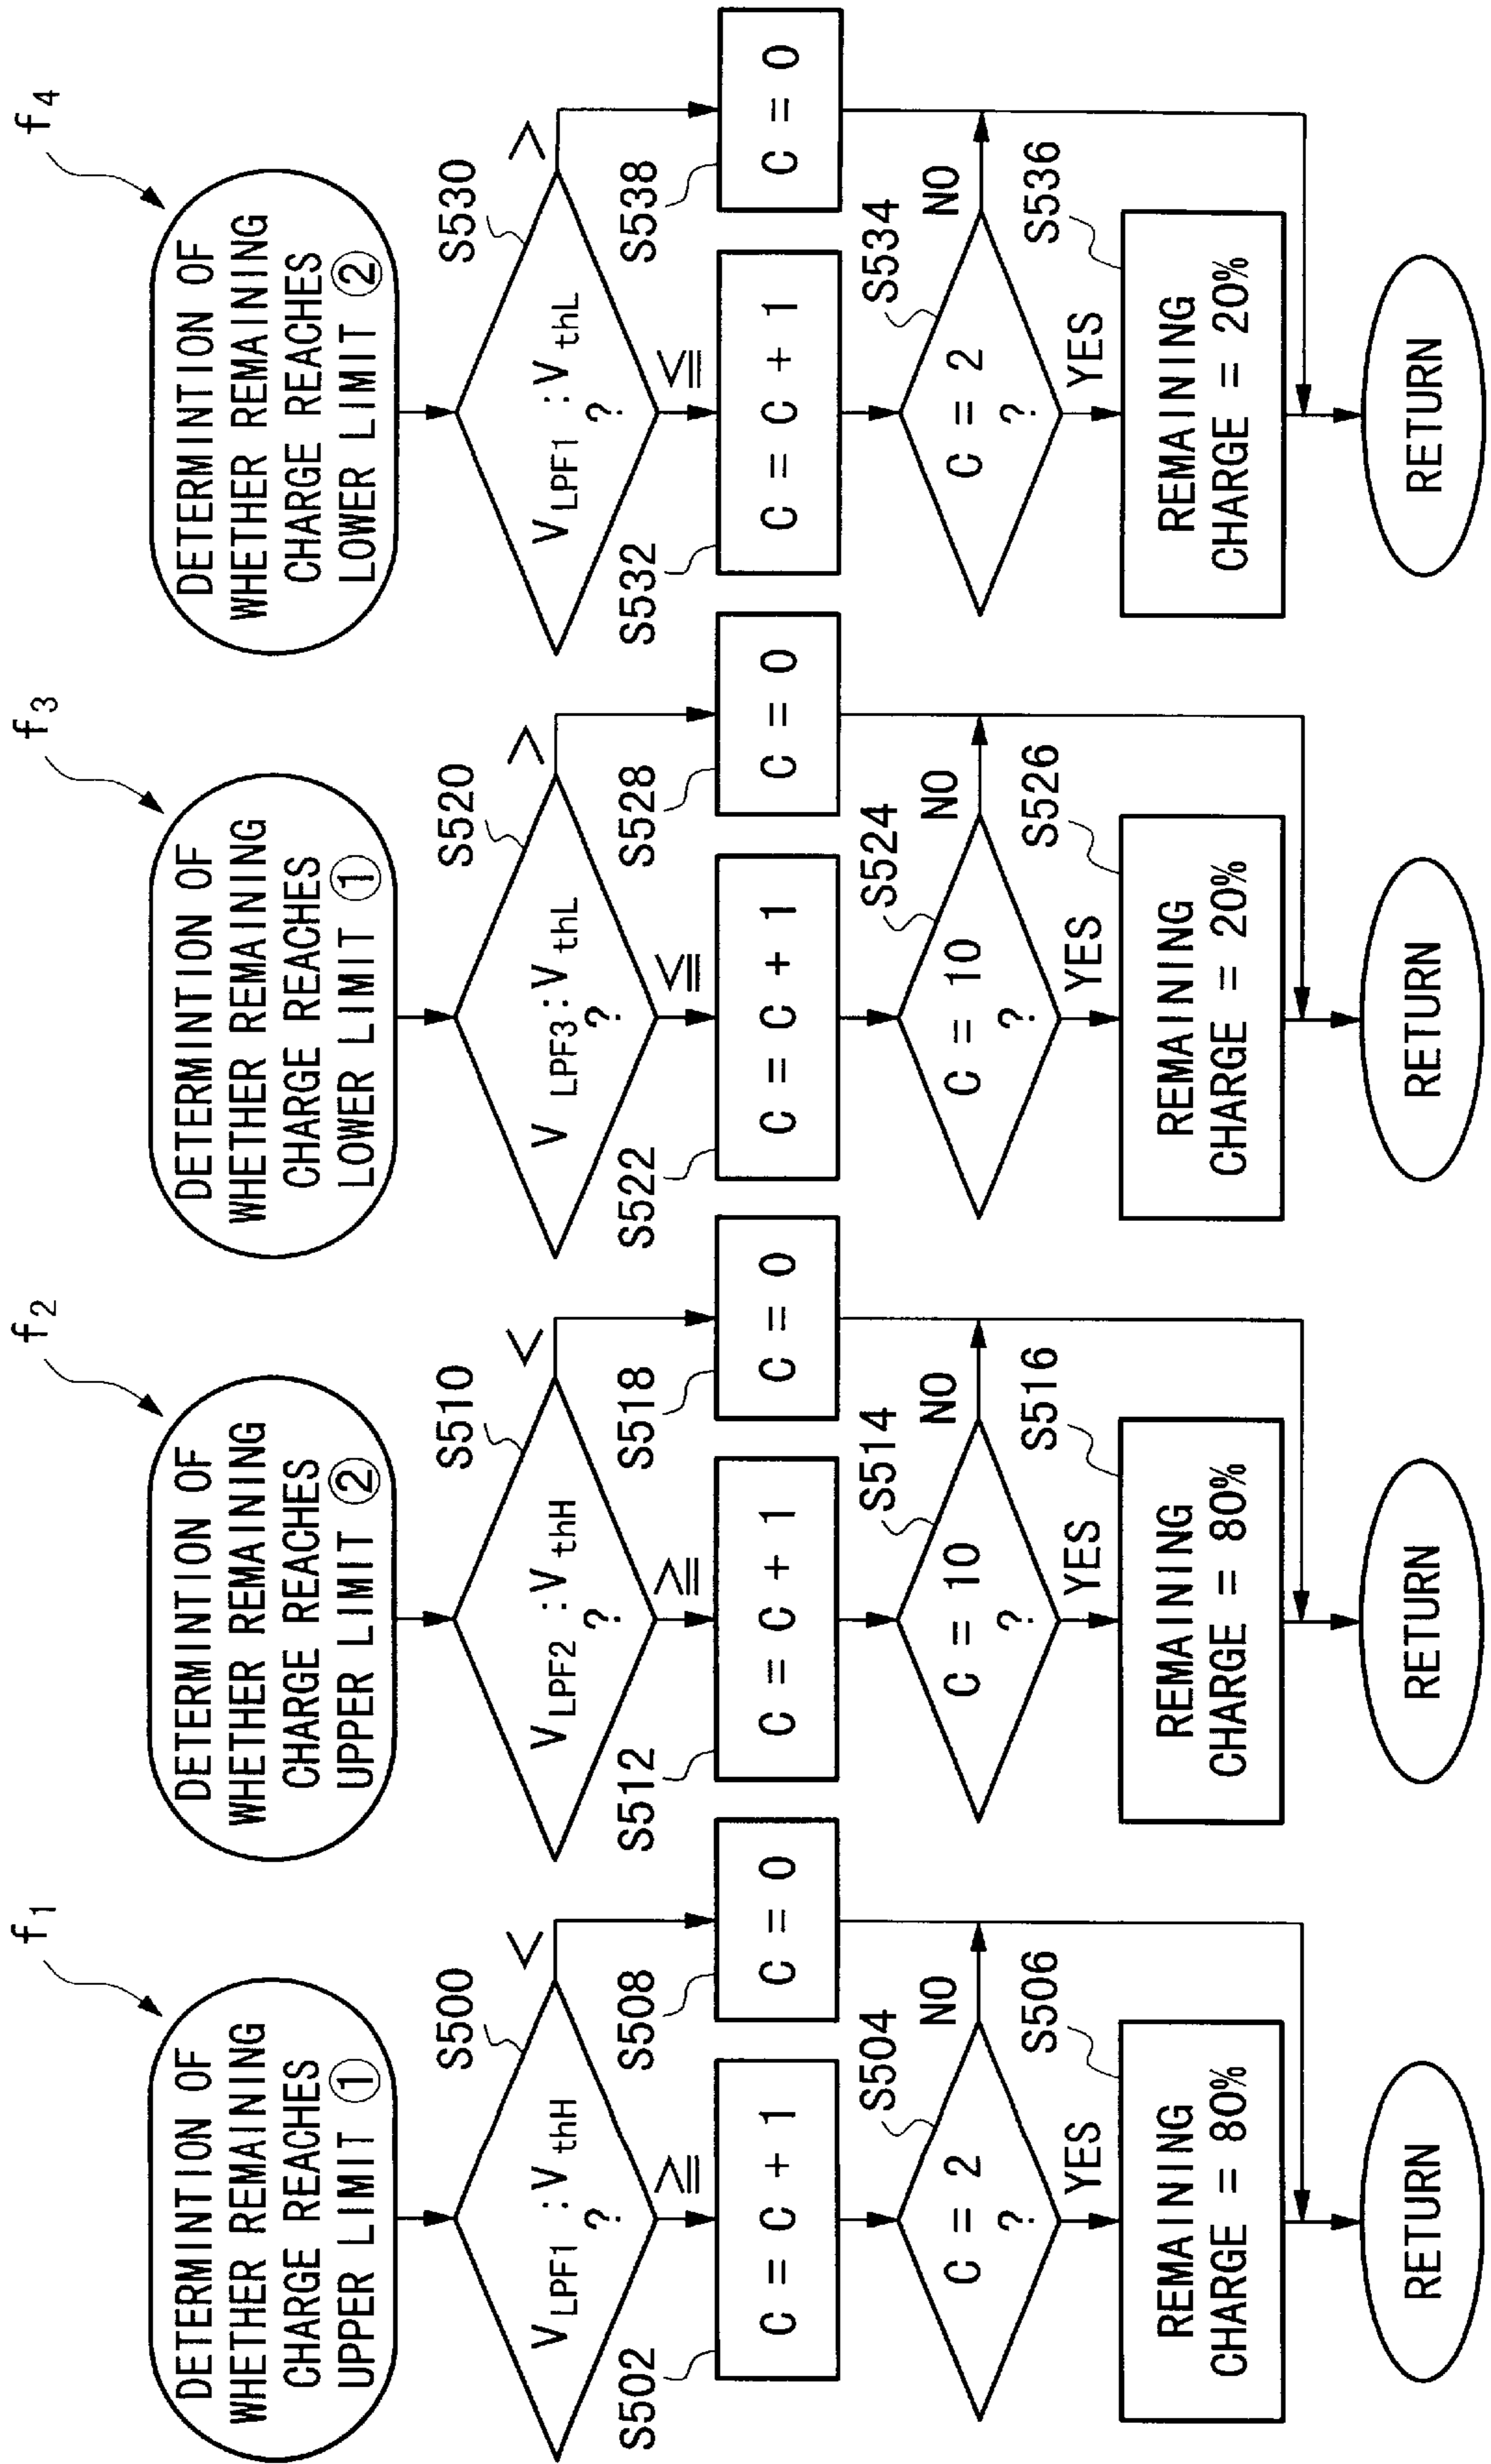 f1
DETERMINTION OF
WHETHER REMAINING
CHARGE REACHES
UPPER LIMIT ①
S500
VLPF1 :VthH
?
<
≧
S502
C = C + 1
S508
C = 0
S504
C = 2
?
NO
YES
S506
REMAINING
CHARGE = 80%
RETURN
f2
DETERMINTION OF
WHETHER REMAINING
CHARGE REACHES
UPPER LIMIT ②
S510
VLPF2 :VthH
?
<
≧
S512
C = C + 1
S518
C = 0
S514
C = 10
?
NO
YES
S516
REMAINING
CHARGE = 80%
RETURN
f3
DETERMINTION OF
WHETHER REMAINING
CHARGE REACHES
LOWER LIMIT ①
S520
V LPF3:VthL
?
>
≦
S522
C = C + 1
S528
C = 0
S524
C = 10
?
NO
YES
S526
REMAINING
CHARGE = 20%
RETURN
f4
DETERMINTION OF
WHETHER REMAINING
CHARGE REACHES
LOWER LIMIT ②
S530
VLPF1 :VthL
?
>
≦
S532
C = C + 1
S538
C = 0
S534
C = 2
?
NO
YES
S536
REMAINING
CHARGE = 20%
RETURN